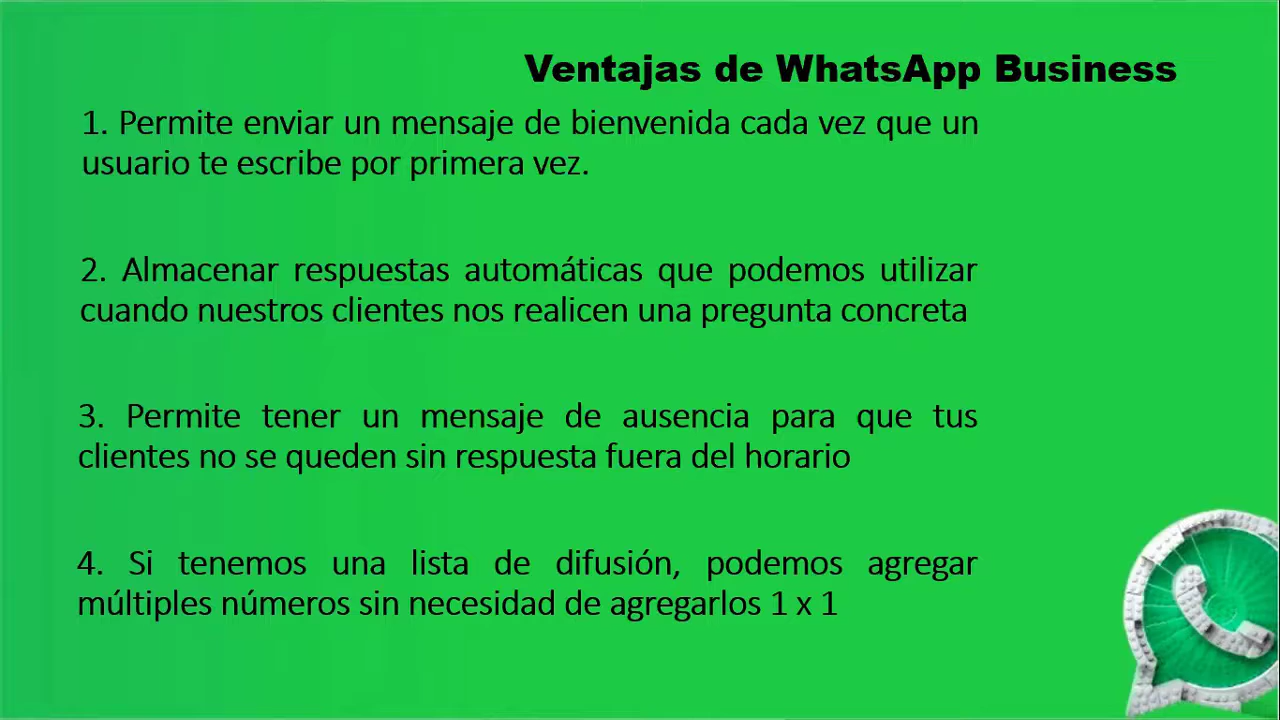 Ventajas de WhatsApp Business
1. Permite enviar un mensaje de bienvenida cada vez que un
usuario te escribe por primera vez.
2. Almacenar respuestas automáticas que podemos utilizar
cuando nuestros clientes nos realicen una pregunta concreta
3. Permite tener un mensaje de ausencia para que tus
clientes no se queden sin respuesta fuera del horario
4. Si tenemos una lista de difusión, podemos agregar
múltiples números sin necesidad de agregarlos 1 x 1